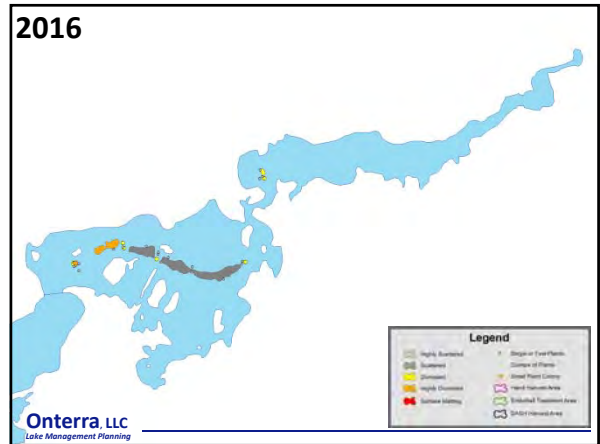 2016
Legend
Highly Scattered
Scattered
Dominant
Highly Dominant
Surface Matting
Single or Few Plants
Clumps of Plants
Small Plant Colony
Hand Harvest Area
Endothall Treatment Area
DASH Harvest Area
Onterra, LLC
Lake Management Planning